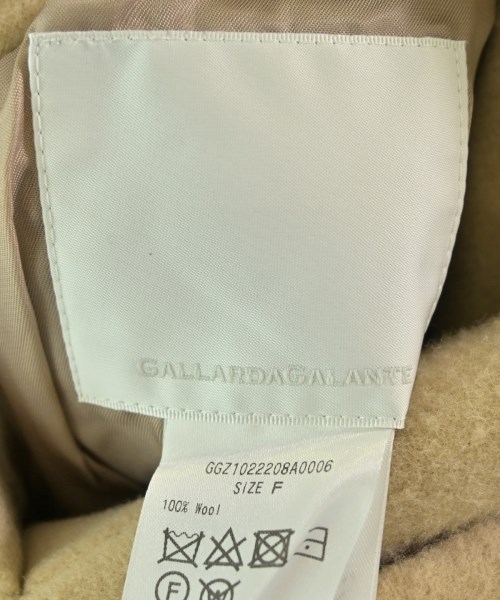 GALLARDAGALANTE
GGZ1022208A0006
SIZE F
100% Wool
F
W